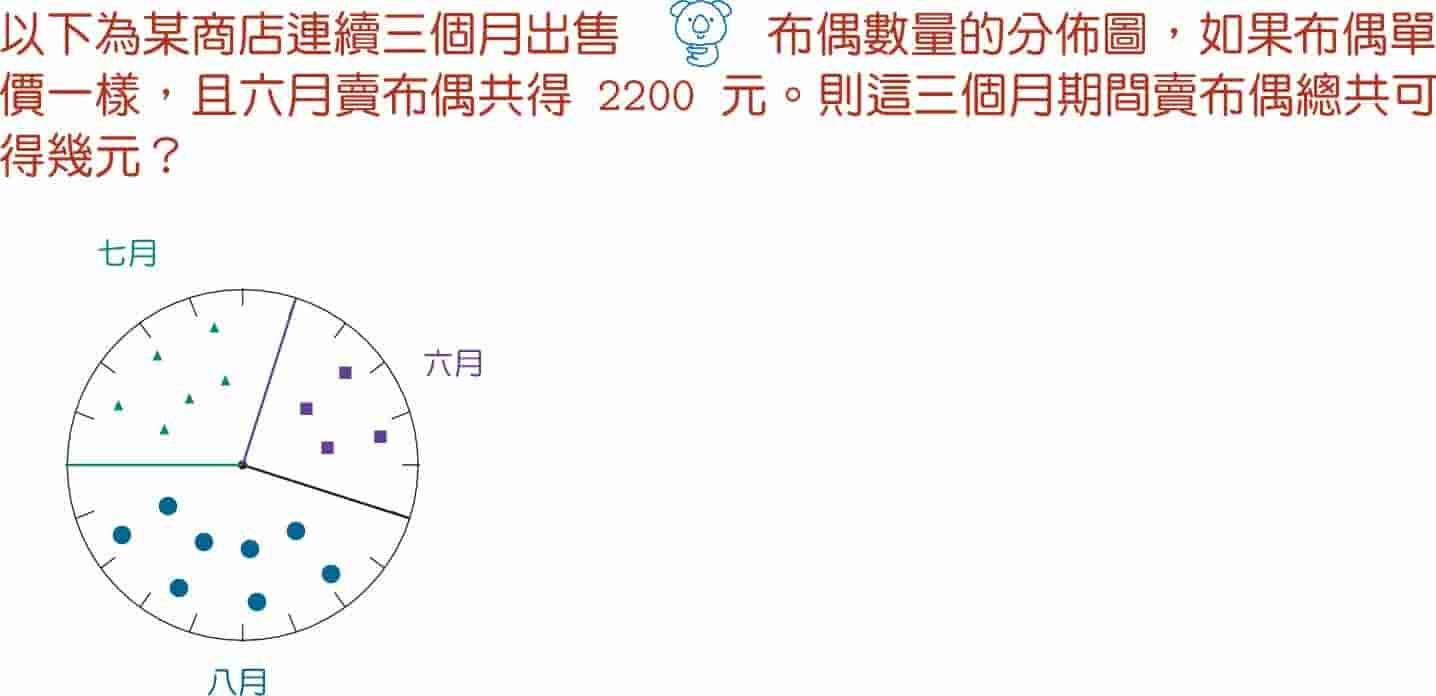 以下為某商店連續三個月出售 布偶數量的分佈圖，如果布偶單
價一樣，且六月賣布偶共得 2200 元。則這三個月期間賣布偶總共可
得幾元？
七月
六月
八月